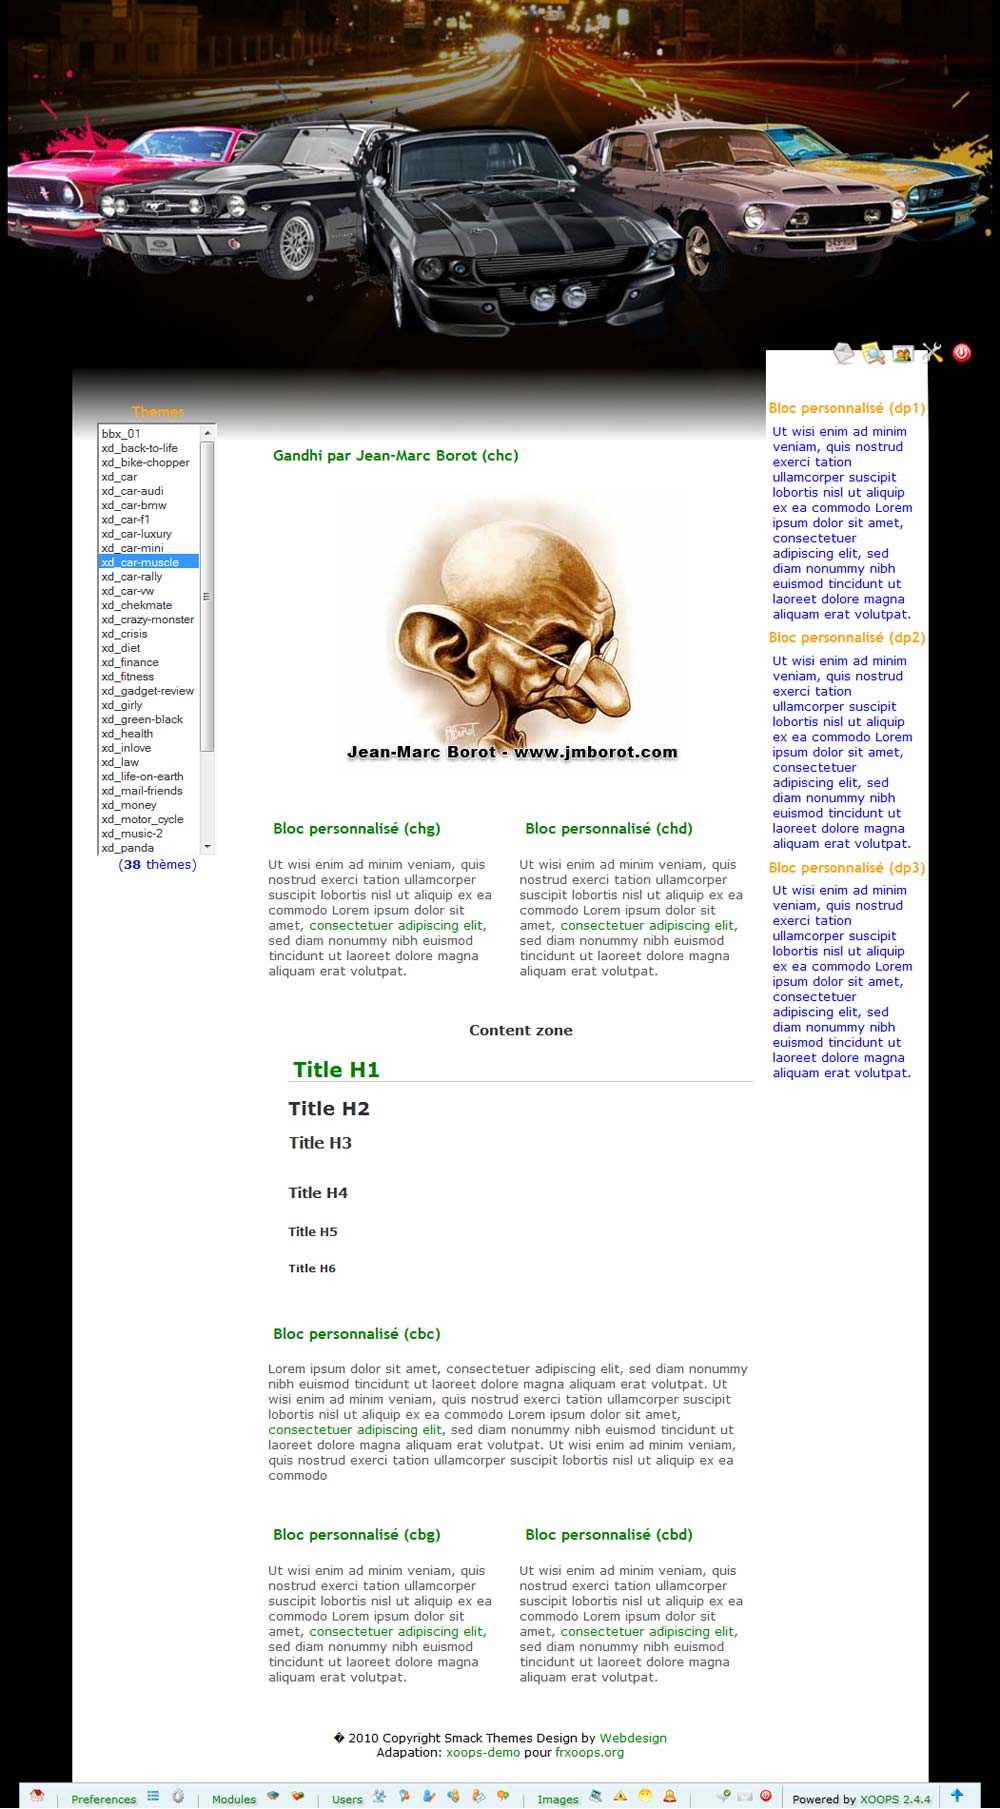 Themes
bbx_01
xd_back-to-life
xd_bike-chopper
xd_car
xd_car-audi
xd_car-bmw
xd_car-f1
xd_car-luxury
xd_car-mini
xd_car-muscle
xd_car-rally
xd_car-vw
xd_chekmate
xd_crazy-monster
xd_crisis
xd_diet
xd_finance
xd_fitness
xd_gadget-review
xd_girly
xd_green-black
xd_health
xd_inlove
xd_law
xd_life-on-earth
xd_mail-friends
xd_money
xd_motor_cycle
xd_music-2
xd_panda
(38 thèmes)
Gandhi par Jean-Marc Borot (chc)
Jean-Marc Borot - www.jmborot.com
Bloc personnalisé (chg)
Ut wisi enim ad minim veniam, quis
nostrud exerci tation ullamcorper
suscipit lobortis nisl ut aliquip ex ea
commodo Lorem ipsum dolor sit
amet, consectetuer adipiscing elit,
sed diam nonummy nibh euismod
tincidunt ut laoreet dolore magna
aliquam erat volutpat.
Bloc personnalisé (chd)
Ut wisi enim ad minim veniam, quis
nostrud exerci tation ullamcorper
suscipit lobortis nisl ut aliquip ex ea
commodo Lorem ipsum dolor sit
amet, consectetuer adipiscing elit,
sed diam nonummy nibh euismod
tincidunt ut laoreet dolore magna
aliquam erat volutpat.
Content zone
Title H1
Title H2
Title H3
Title H4
Title H5
Title H6
Bloc personnalisé (cbc)
Lorem ipsum dolor sit amet, consectetuer adipiscing elit, sed diam nonummy
nibh euismod tincidunt ut laoreet dolore magna aliquam erat volutpat. Ut
wisi enim ad minim veniam, quis nostrud exerci tation ullamcorper suscipit
lobortis nisl ut aliquip ex ea commodo Lorem ipsum dolor sit amet,
consectetuer adipiscing elit, sed diam nonummy nibh euismod tincidunt ut
laoreet dolore magna aliquam erat volutpat. Ut wisi enim ad minim veniam,
quis nostrud exerci tation ullamcorper suscipit lobortis nisl ut aliquip ex ea
commodo
Bloc personnalisé (cbg)
Ut wisi enim ad minim veniam, quis
nostrud exerci tation ullamcorper
suscipit lobortis nisl ut aliquip ex ea
commodo Lorem ipsum dolor sit
amet, consectetuer adipiscing elit,
sed diam nonummy nibh euismod
tincidunt ut laoreet dolore magna
aliquam erat volutpat.
Bloc personnalisé (cbd)
Ut wisi enim ad minim veniam, quis
nostrud exerci tation ullamcorper
suscipit lobortis nisl ut aliquip ex ea
commodo Lorem ipsum dolor sit
amet, consectetuer adipiscing elit,
sed diam nonummy nibh euismod
tincidunt ut laoreet dolore magna
aliquam erat volutpat.
Bloc personnalisé (dp1)
Ut wisi enim ad minim
veniam, quis nostrud
exerci tation
ullamcorper suscipit
lobortis nisl ut aliquip
ex ea commodo Lorem
ipsum dolor sit amet,
consectetuer
adipiscing elit, sed
diam nonummy nibh
euismod tincidunt ut
laoreet dolore magna
aliquam erat volutpat.
Bloc personnalisé (dp2)
Ut wisi enim ad minim
veniam, quis nostrud
exerci tation
ullamcorper suscipit
lobortis nisl ut aliquip
ex ea commodo Lorem
ipsum dolor sit amet,
consectetuer
adipiscing elit, sed
diam nonummy nibh
euismod tincidunt ut
laoreet dolore magna
aliquam erat volutpat.
Bloc personnalisé (dp3)
Ut wisi enim ad minim
veniam, quis nostrud
exerci tation
ullamcorper suscipit
lobortis nisl ut aliquip
ex ea commodo Lorem
ipsum dolor sit amet,
consectetuer
adipiscing elit, sed
diam nonummy nibh
euismod tincidunt ut
laoreet dolore magna
aliquam erat volutpat.
� 2010 Copyright Smack Themes Design by Webdesign
Adapation: xoops-demo pour frxoops.org
Preferences Modules Users Images Powered by XOOPS 2.4.4